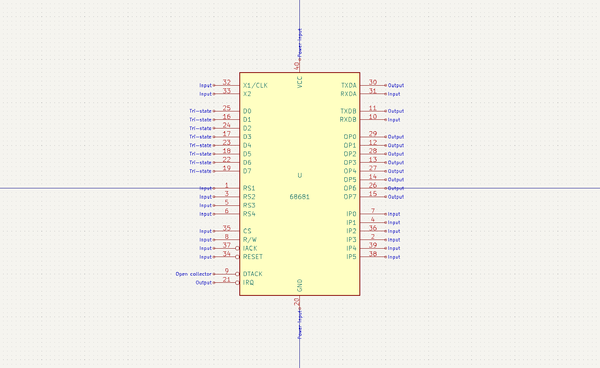 Power Input
40
VCC
Input 32 X1/CLK
Input 33 X2
Tri-state 25 D0
Tri-state 16 D1
Tri-state 24 D2
Tri-state 17 D3
Tri-state 23 D4
Tri-state 18 D5
Tri-state 22 D6
Tri-state 19 D7
Input 1 RS1
Input 3 RS2
Input 5 RS3
Input 6 RS4
Input 35 CS
Input 8 R/W
Input 37 IACK
Input 34 RESET
Open collector 9 DTACK
Output 21 IRQ
U
68681
TXDA 30 Output
RXDA 31 Input
TXDB 11 Output
RXDB 10 Input
OP0 29 Output
OP1 12 Output
OP2 28 Output
OP3 13 Output
OP4 27 Output
OP5 14 Output
OP6 26 Output
OP7 15 Output
IP0 7 Input
IP1 4 Input
IP2 36 Input
IP3 2 Input
IP4 39 Input
IP5 38 Input
GND
20
Power Input